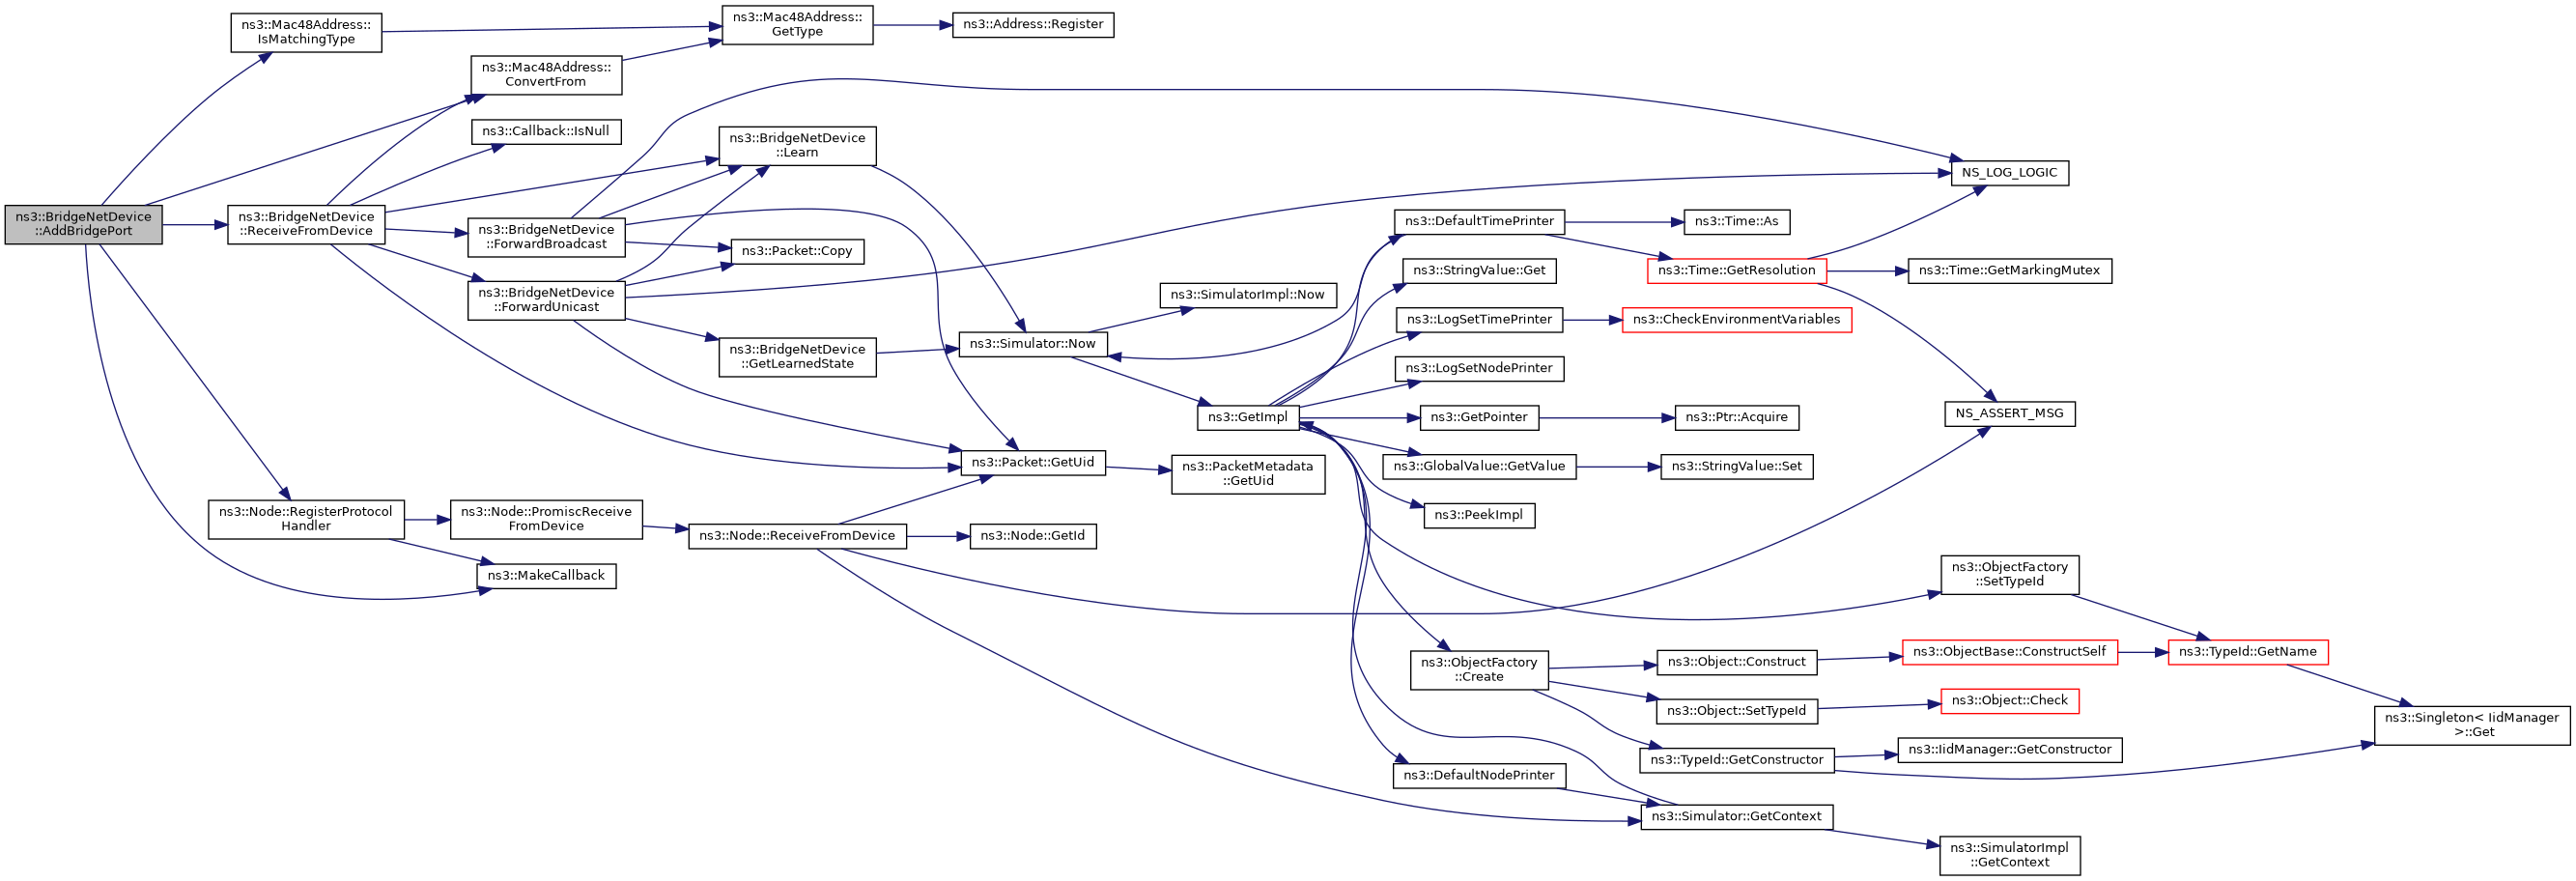 ns3::BridgeNetDevice
::AddBridgePort
ns3::Mac48Address::
IsMatchingType
ns3::Mac48Address::
GetType
ns3::Address::Register
ns3::Mac48Address::
ConvertFrom
ns3::Callback::IsNull
ns3::BridgeNetDevice
::ReceiveFromDevice
ns3::BridgeNetDevice
::Learn
ns3::BridgeNetDevice
::ForwardBroadcast
ns3::Packet::Copy
ns3::BridgeNetDevice
::ForwardUnicast
ns3::BridgeNetDevice
::GetLearnedState
ns3::Simulator::Now
ns3::SimulatorImpl::Now
ns3::GetImpl
ns3::Packet::GetUid
ns3::PacketMetadata
::GetUid
ns3::Node::RegisterProtocol
Handler
ns3::Node::PromiscReceive
FromDevice
ns3::Node::ReceiveFromDevice
ns3::Node::GetId
ns3::MakeCallback
ns3::DefaultTimePrinter
ns3::Time::As
ns3::Time::GetResolution
ns3::Time::GetMarkingMutex
NS_LOG_LOGIC
NS_ASSERT_MSG
ns3::StringValue::Get
ns3::LogSetTimePrinter
ns3::CheckEnvironmentVariables
ns3::LogSetNodePrinter
ns3::GetPointer
ns3::Ptr::Acquire
ns3::GlobalValue::GetValue
ns3::StringValue::Set
ns3::PeekImpl
ns3::ObjectFactory
::SetTypeId
ns3::ObjectFactory
::Create
ns3::Object::Construct
ns3::ObjectBase::ConstructSelf
ns3::TypeId::GetName
ns3::Object::SetTypeId
ns3::Object::Check
ns3::TypeId::GetConstructor
ns3::IidManager::GetConstructor
ns3::Singleton< IidManager
>::Get
ns3::DefaultNodePrinter
ns3::Simulator::GetContext
ns3::SimulatorImpl
::GetContext